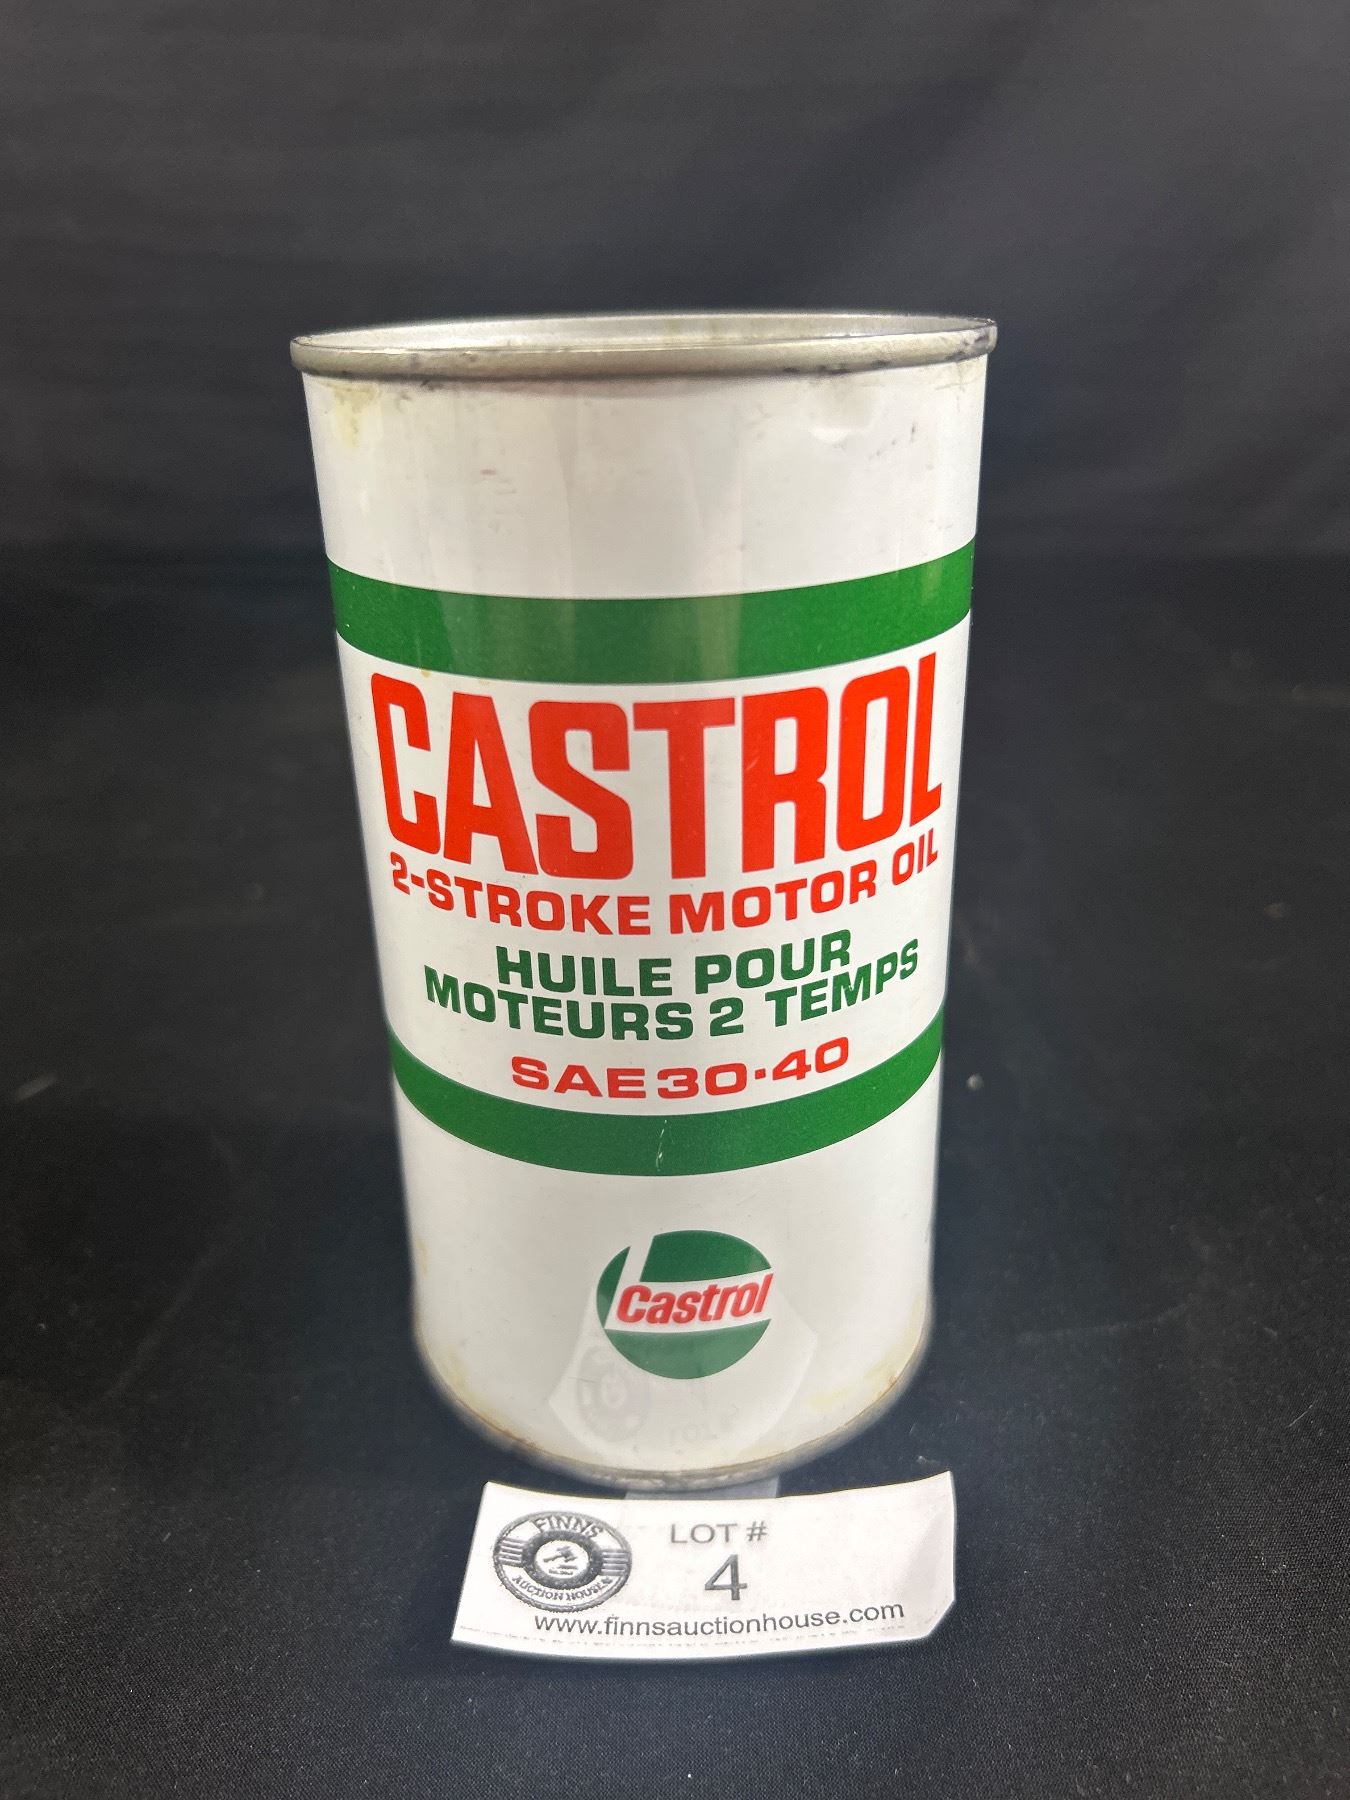 CASTROL
2-STROKE MOTOR OIL
HUILE POUR
MOTEURS 2 TEMPS
SAE 30-40
Castrol
FINNS
AUCTION HOUSE
LOT #
4
www.finnsauctionhouse.com